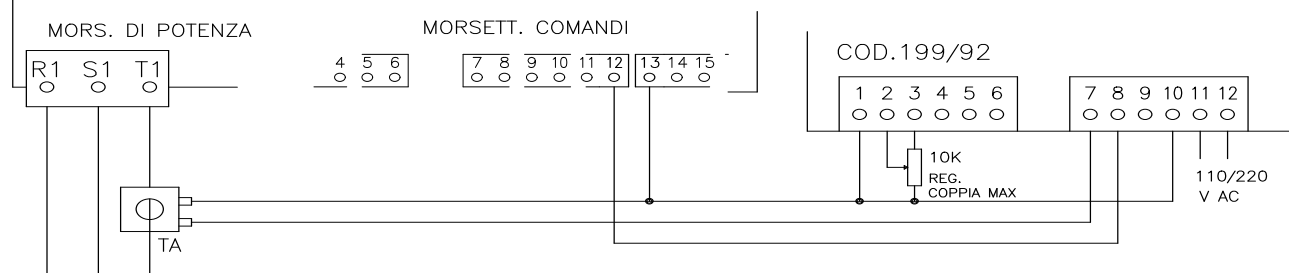 MORS. DI POTENZA
R1 S1 T1
TA
MORSETT. COMANDI
4 5 6
7 8 9 10 11 12
13 14 15
COD.199/92
1 2 3 4 5 6
7 8 9 10 11 12
10K
REG.
COPPIA MAX
110/220
V AC